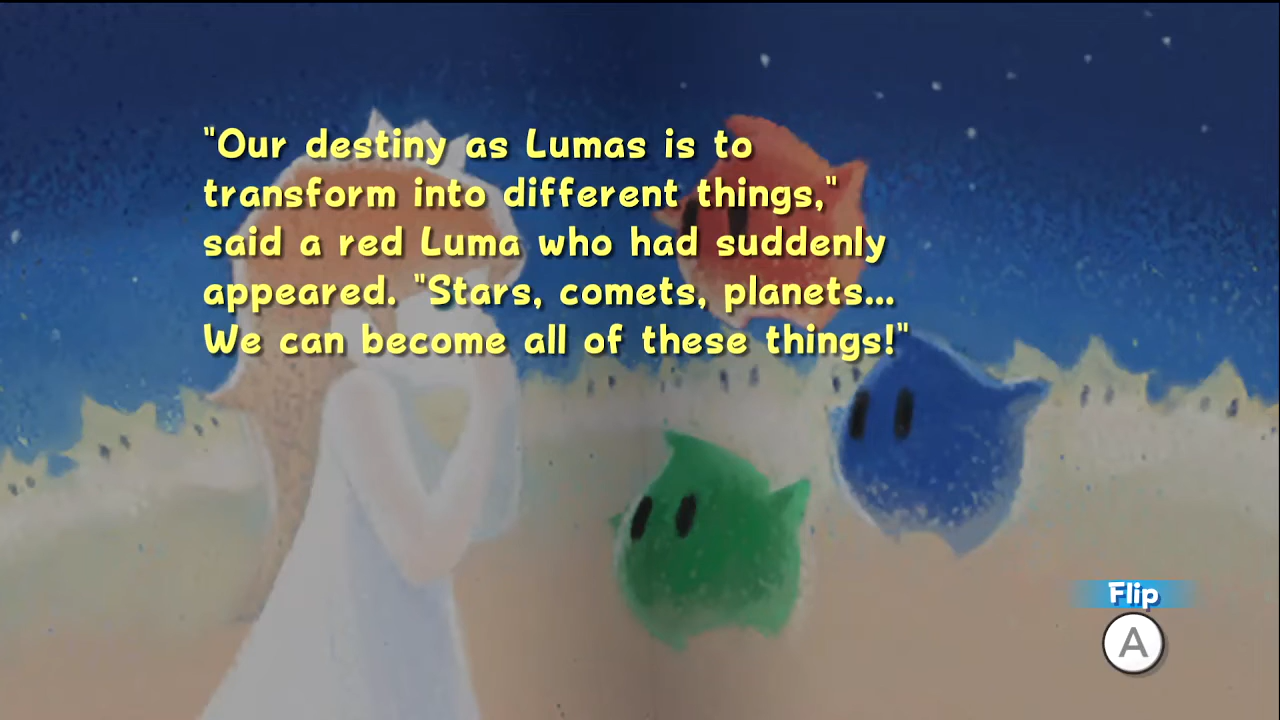 "Our destiny as Lumas is to
transform into different things,"
said a red Luma who had suddenly
appeared. "Stars, comets, planets...
We can become all of these things!"
Flip
A